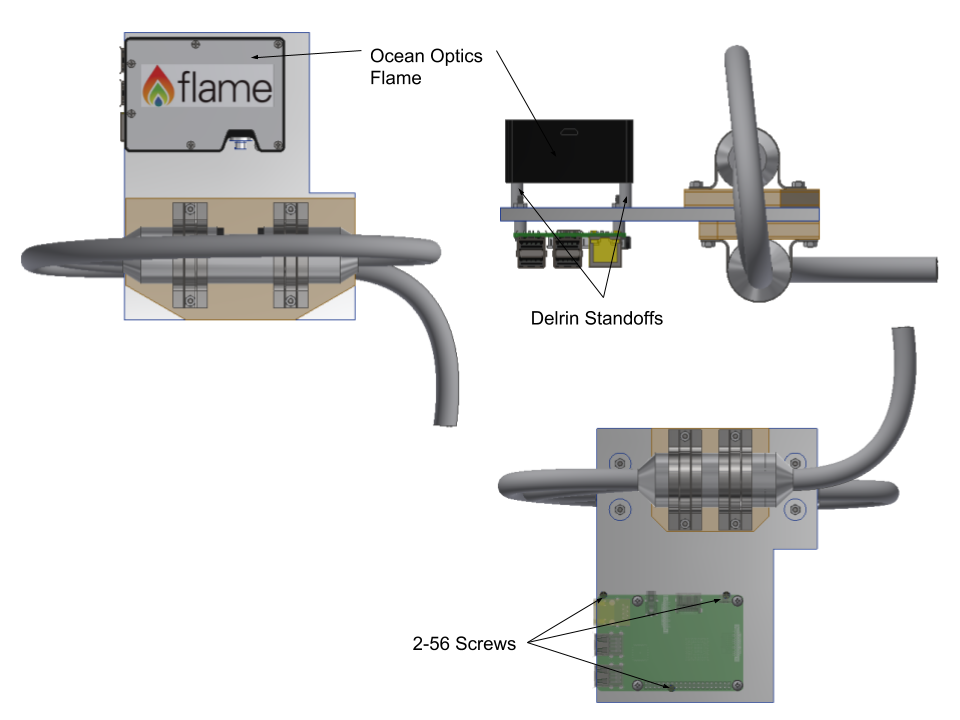 Ocean Optics
Flame
flame
Delrin Standoffs
2-56 Screws